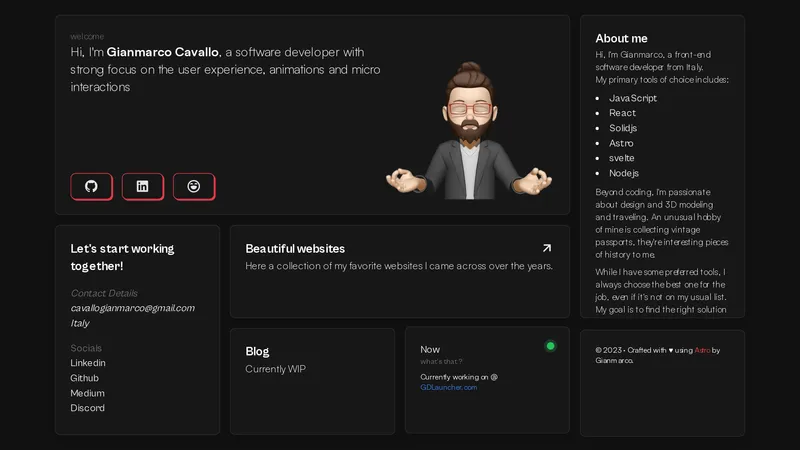 welcome
Hi, I'm Gianmarco Cavallo, a software developer with
strong focus on the user experience, animations and micro
interactions
About me
Hi, I'm Gianmarco, a front-end
software developer from Italy.
My primary tools of choice includes:
JavaScript
React
Solidjs
Astro
svelte
Nodejs
Beyond coding, I'm passionate
about design and 3D modeling
and traveling. An unusual hobby
of mine is collecting vintage
passports, they're interesting pieces
of history to me.
While I have some preferred tools, I
always choose the best one for the
job, even if it's not on my usual list.
My goal is to find the right solution
Let's start working
together!
Contact Details
cavallogianmarco@gmail.com
Italy
Socials
Linkedin
Github
Medium
Discord
Beautiful websites
Here a collection of my favorite websites I came across over the years.
Blog
Currently WIP
Now
what's that?
Currently working on @
GDLauncher.com
© 2023 • Crafted with ♥ using Astro by
Gianmarco.